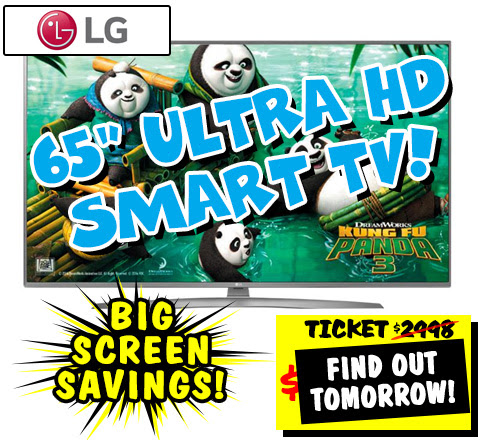 LG
65" ULTRA HD
SMART TV!
DREAMWORKS
KUNG FU
PANDA
3
BIG
SCREEN
SAVINGS!
TICKET $2998
$
FIND OUT
TOMORROW!